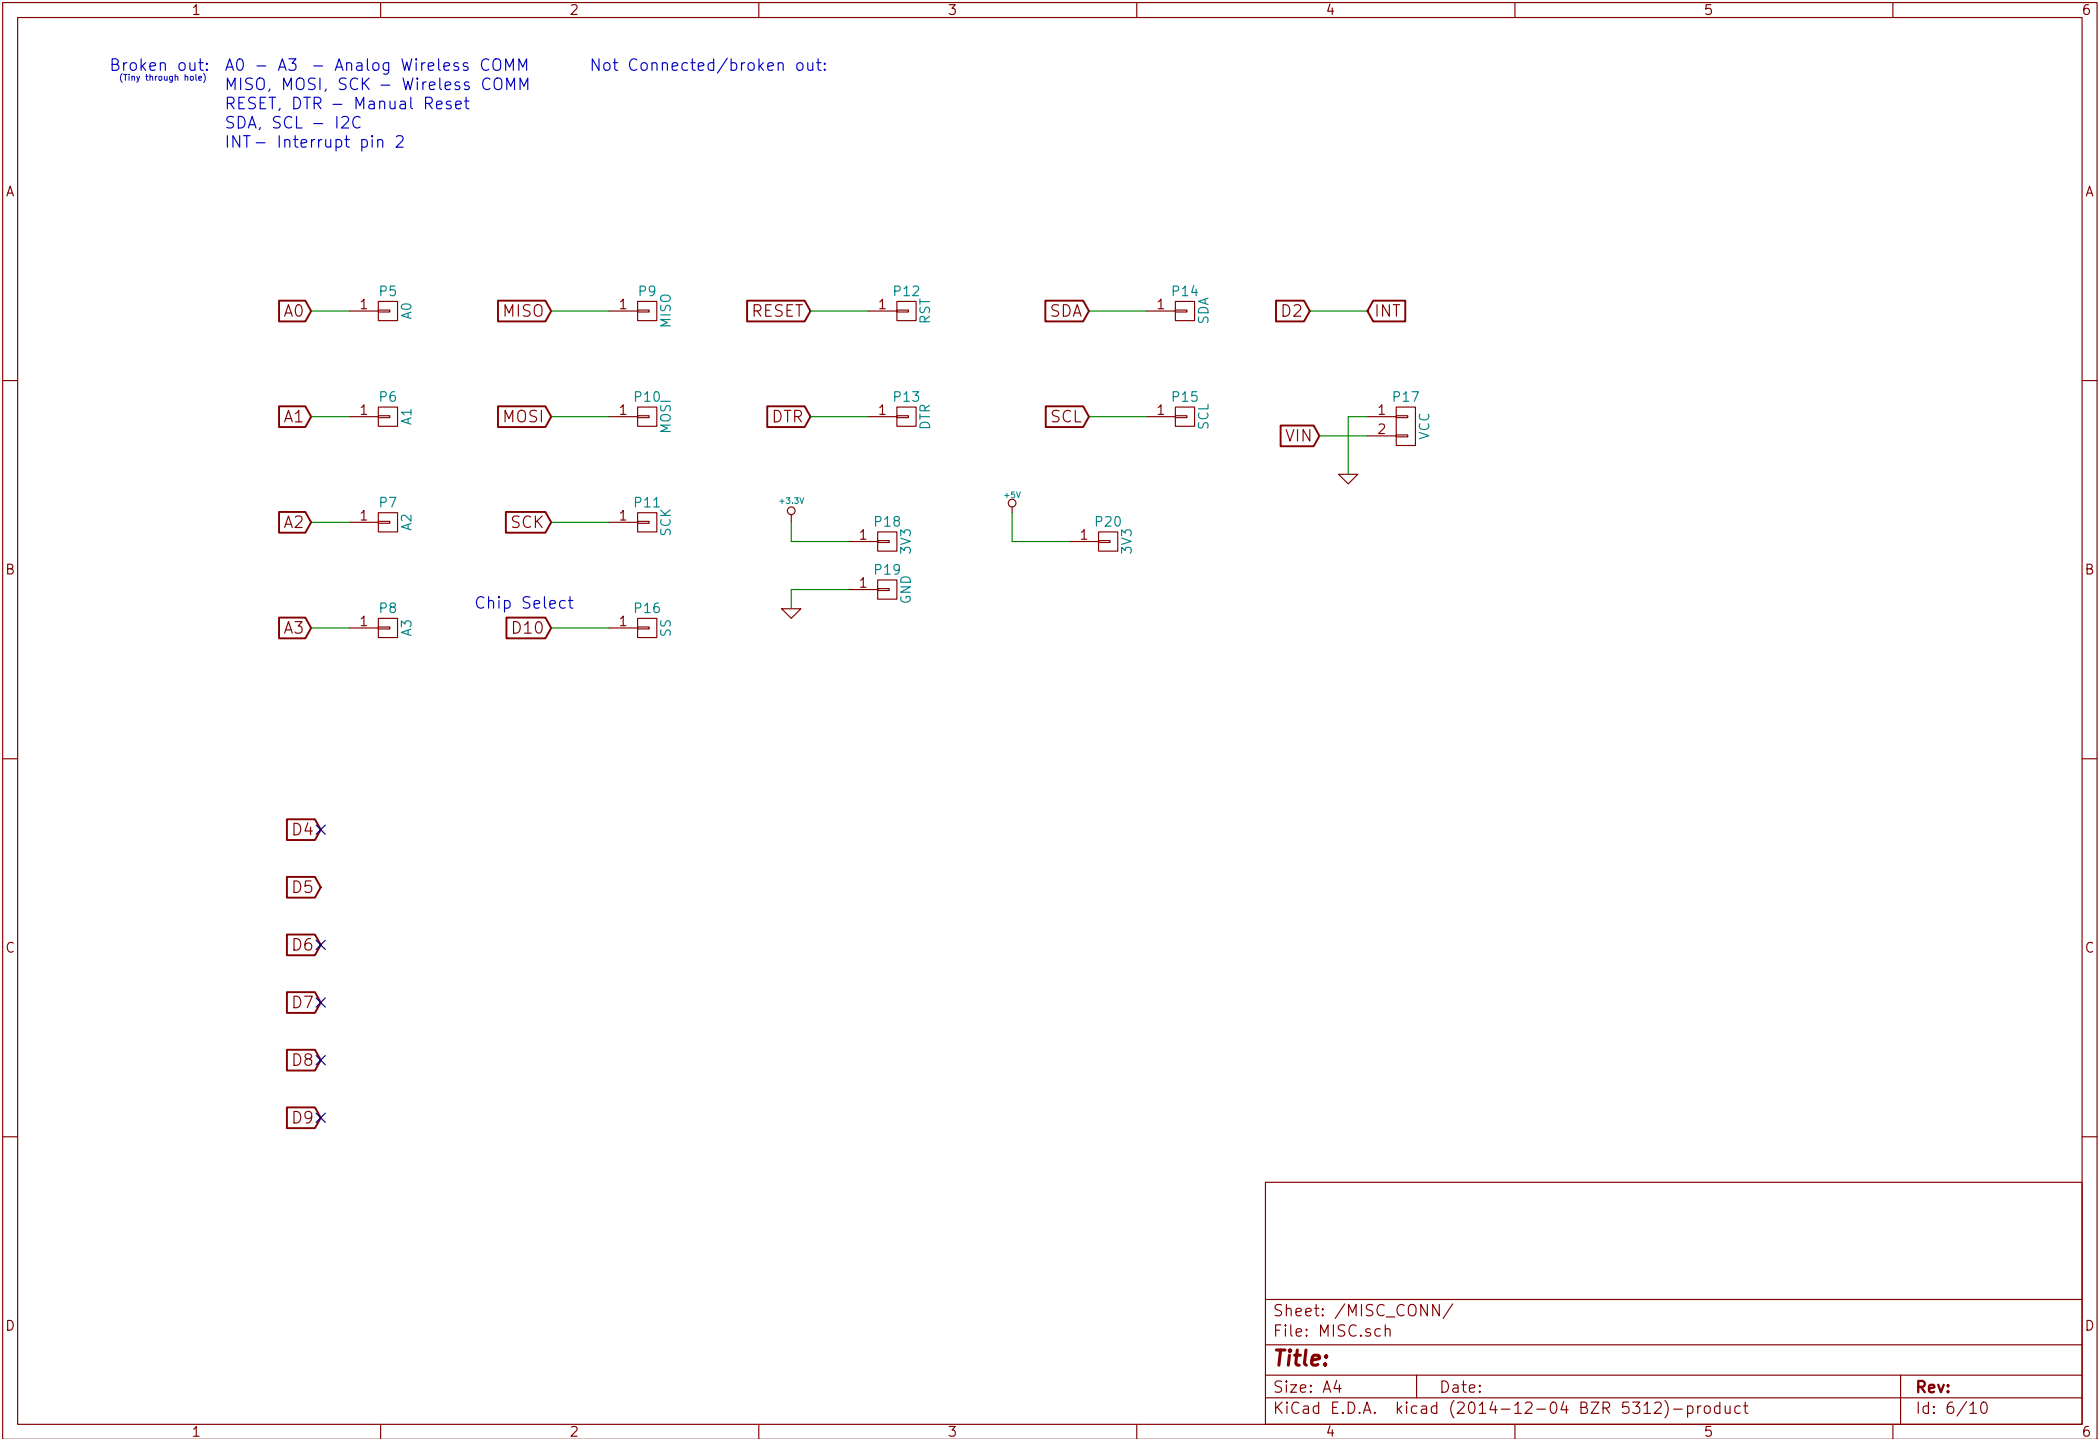 1 2 3 4 5 6
Broken out: A0 - A3 - Analog Wireless COMM Not Connected/broken out:
(Tiny through hole)
MISO, MOSI, SCK - Wireless COMM
RESET, DTR - Manual Reset
SDA, SCL - I2C
INT - Interrupt pin 2
A A
A0 1 P5 A0 MISO 1 P9 MISO RESET 1 P12 RST SDA 1 P14 SDA D2 INT
A1 1 P6 A1 MOSI 1 P10 MOSI DTR 1 P13 DTR SCL 1 P15 SCL VIN 1 2 P17 VCC
A2 1 P7 A2 SCK 1 P11 SCK +3.3V 1 P18 3V3 +5V 1 P20 3V3
B B
1 P19 GND
Chip Select
A3 1 P8 A3 D10 1 P16 SS
D4
D5
C C
D6
D7
D8
D9
Sheet: /MISC_CONN/
D D
File: MISC.sch
Title:
Size: A4 Date: Rev:
KiCad E.D.A. kicad (2014-12-04 BZR 5312)-product Id: 6/10
1 2 3 4 5 6